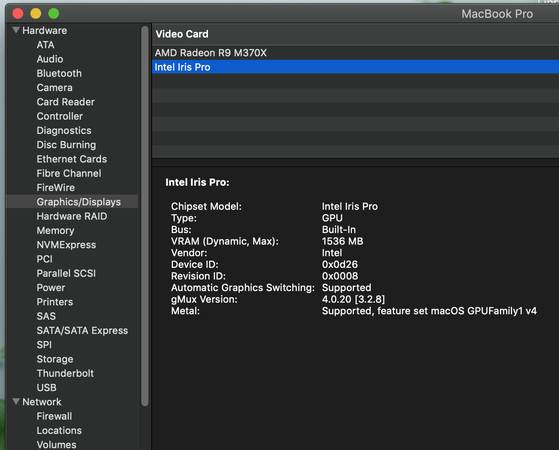 MacBook Pro
Hardware
ATA
Audio
Bluetooth
Camera
Card Reader
Controller
Diagnostics
Disc Burning
Ethernet Cards
Fibre Channel
FireWire
Graphics/Displays
Hardware RAID
Memory
NVMExpress
PCI
Parallel SCSI
Power
Printers
SAS
SATA/SATA Express
SPI
Storage
Thunderbolt
USB
Network
Firewall
Locations
Volumes
Video Card
AMD Radeon R9 M370X
Intel Iris Pro
Intel Iris Pro:
Chipset Model: Intel Iris Pro
Type: GPU
Bus: Built-In
VRAM (Dynamic, Max): 1536 MB
Vendor: Intel
Device ID: 0x0d26
Revision ID: 0x0008
Automatic Graphics Switching: Supported
gMux Version: 4.0.20 [3.2.8]
Metal: Supported, feature set macOS GPUFamily1 v4